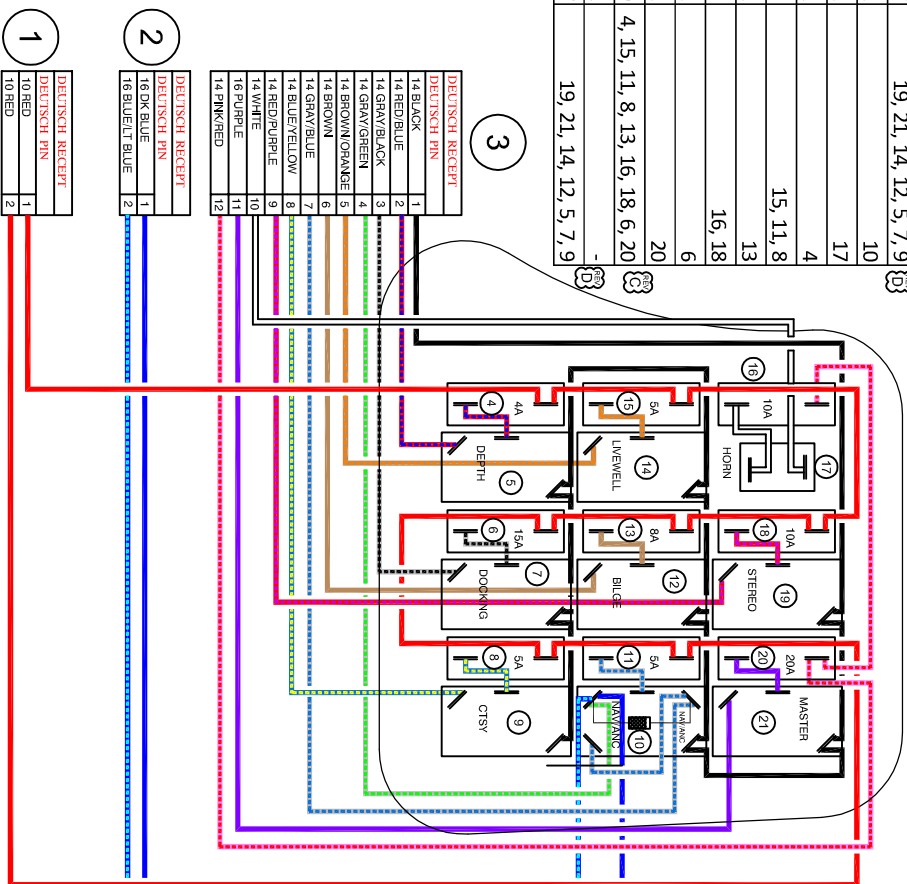 19, 21, 14, 12, 5, 7, 9
REV D
10
17
4
15, 11, 8
13
16, 18
6
20
4, 15, 11, 8, 13, 16, 18, 6, 20
REV C
-
REV D
19, 21, 14, 12, 5, 7, 9
1
DEUTSCH RECEPT
DEUTSCH PIN
10 RED 1
10 RED 2
2
DEUTSCH RECEPT
DEUTSCH PIN
16 DK BLUE 1
16 BLUE/LT BLUE 2
3
DEUTSCH RECEPT
DEUTSCH PIN
14 BLACK 1
14 RED/BLUE 2
14 GRAY/BLACK 3
14 GRAY/GREEN 4
14 BROWN/ORANGE 5
14 BROWN 6
14 GRAY/BLUE 7
14 BLUE/YELLOW 8
14 RED/PURPLE 9
14 WHITE 10
16 PURPLE 11
14 PINK/RED 12
16
10A
HORN
17
18
10A
STEREO
19
20
20A
MASTER
21
15
5A
LIVEWELL
14
13
8A
BILGE
12
11
5A
NAV/ANC
NAV/ANC
10
4
4A
DEPTH
5
6
15A
DOCKING
7
8
5A
CTSY
9